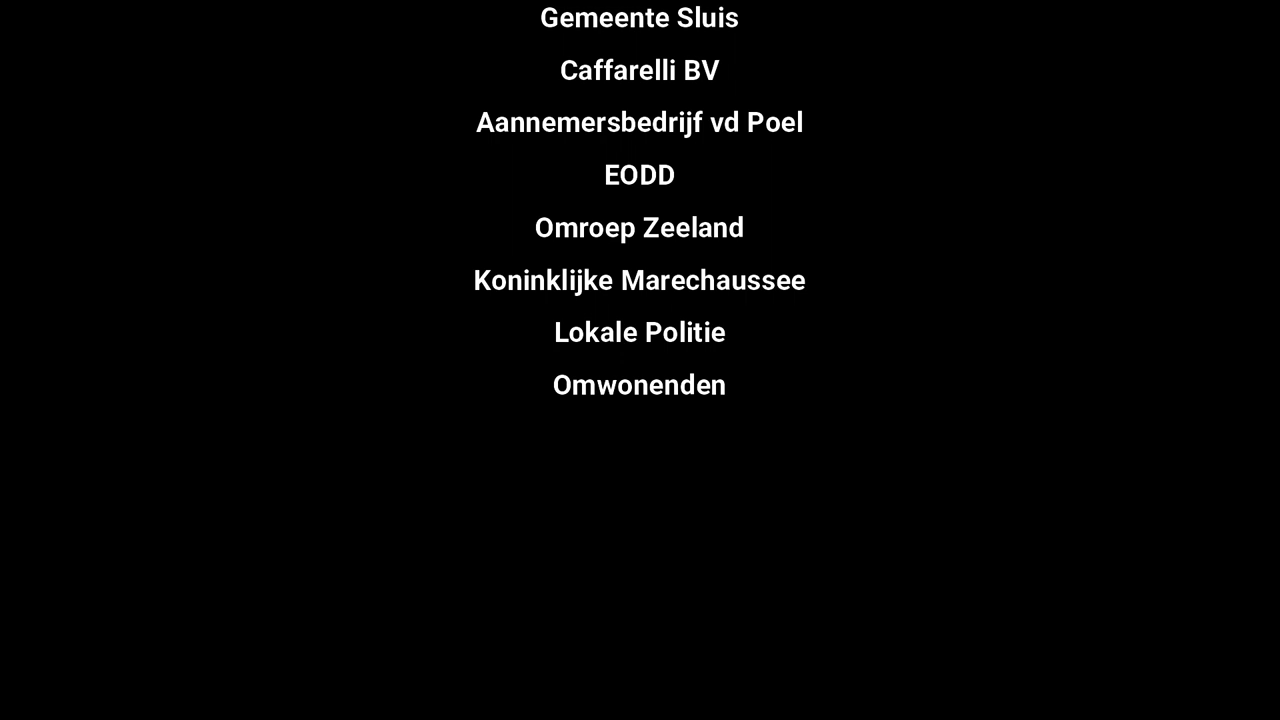 Gemeente Sluis
Caffarelli BV
Aannemersbedrijf vd Poel
EODD
Omroep Zeeland
Koninklijke Marechaussee
Lokale Politie
Omwonenden